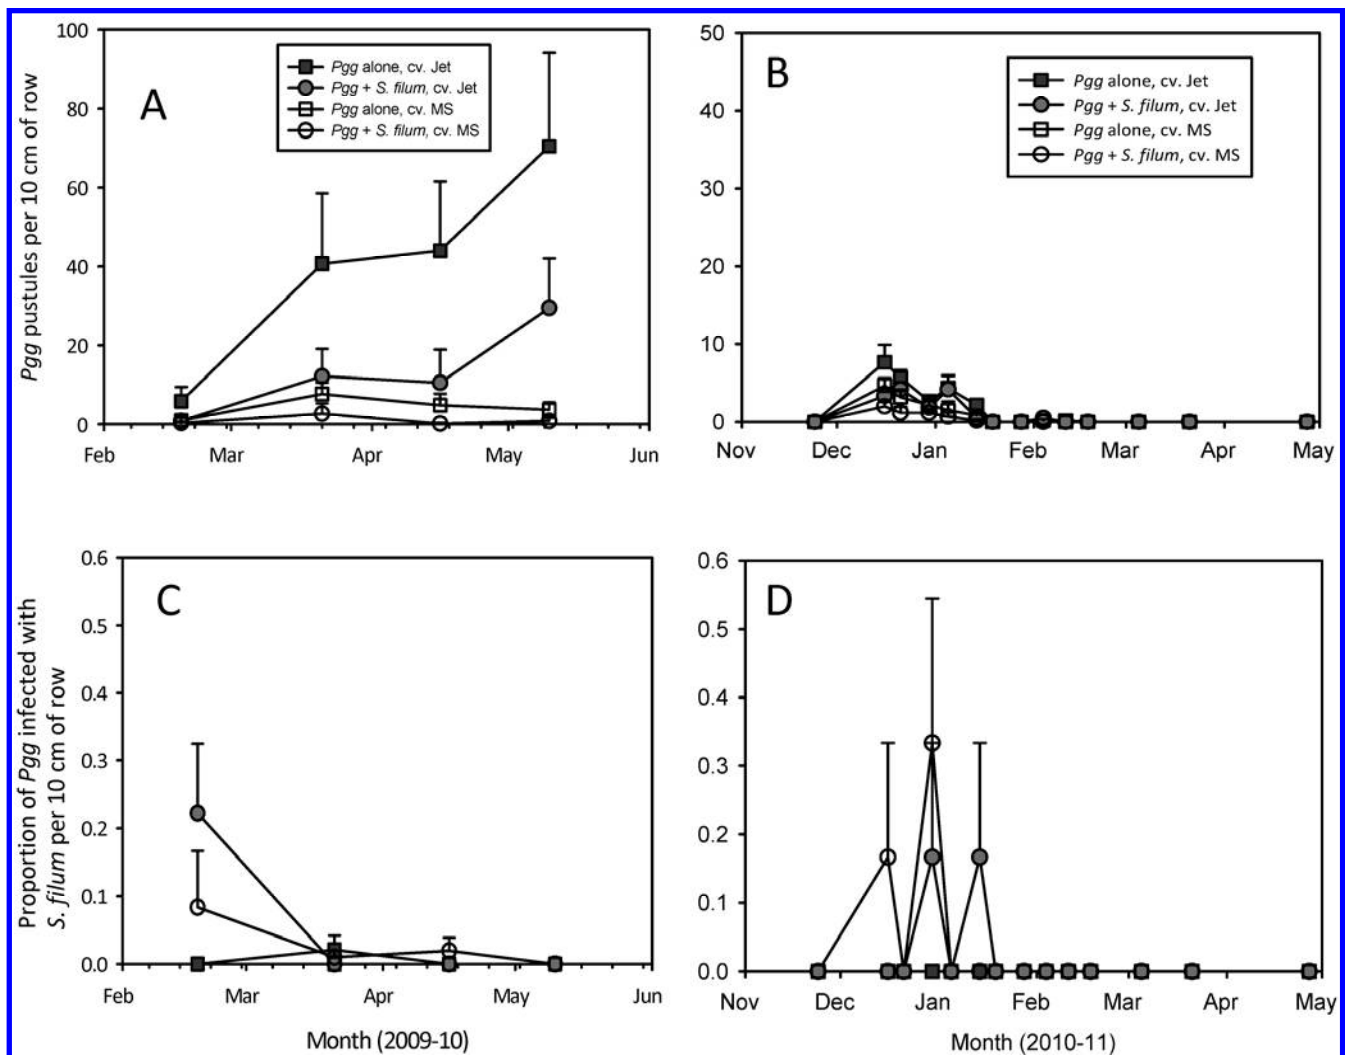 Pgg pustules per 10 cm of row
100
80
60
40
20
0
A
Pgg alone, cv. Jet
Pgg + S. filum, cv. Jet
Pgg alone, cv. MS
Pgg + S. filum, cv. MS
Feb Mar Apr May Jun
50
40
30
20
10
0
B
Pgg alone, cv. Jet
Pgg + S. filum, cv. Jet
Pgg alone, cv. MS
Pgg + S. filum, cv. MS
Nov Dec Jan Feb Mar Apr May
Proportion of Pgg infected with
S. filum per 10 cm of row
0.6
0.5
0.4
0.3
0.2
0.1
0.0
C
Feb Mar Apr May Jun
Month (2009-10)
0.6
0.5
0.4
0.3
0.2
0.1
0.0
D
Nov Dec Jan Feb Mar Apr May
Month (2010-11)